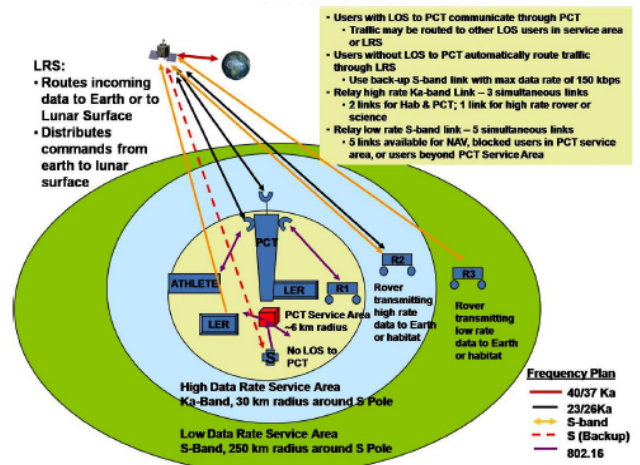 • Users with LOS to PCT communicate through PCT
• Traffic may be routed to other LOS users in service area
or LRS
• Users without LOS to PCT automatically route traffic
through LRS
• Use back-up S-band link with max data rate of 150 kbps
• Relay high rate Ka-band Link – 3 simultaneous links
• 2 links for Hab & PCT; 1 link for high rate rover or
science
• Relay low rate S-band link – 5 simultaneous links
• 5 links available for NAV, blocked users in PCT service
area, or users beyond PCT Service Area
LRS:
• Routes incoming
data to Earth or to
Lunar Surface
• Distributes
commands from
earth to lunar
surface
PCT
ATHLETE
LER
R1
R2
R3
LER
PCT Service Area
~6 km radius
S
No LOS to
PCT
Rover
transmitting
high rate
data to Earth
or habitat
Rover
transmitting
low rate
data to Earth
or habitat
High Data Rate Service Area
Ka-Band, 30 km radius around S Pole
Low Data Rate Service Area
S-Band, 250 km radius around S Pole
Frequency Plan
40/37 Ka
23/26Ka
S-band
S (Backup)
802.16